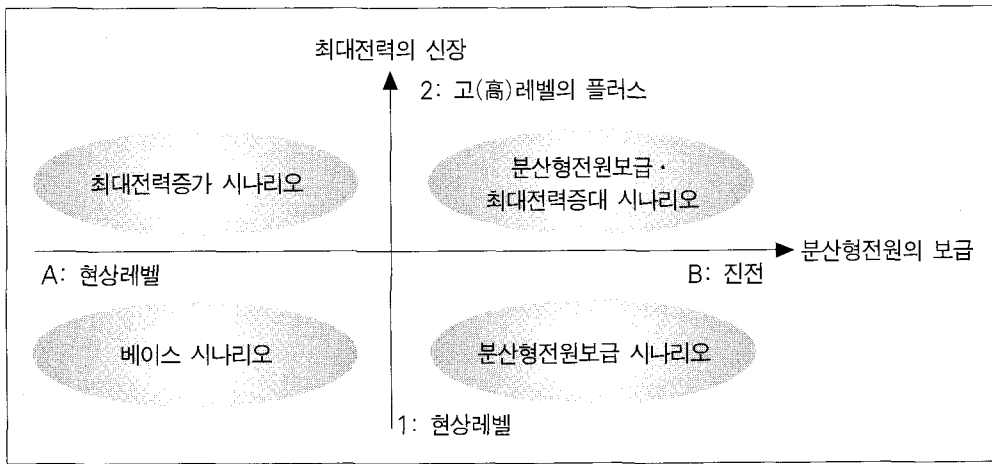 최대전력의 신장
2: 고(高)레벨의 플러스
최대전력증가 시나리오
분산형전원보급·
최대전력증대 시나리오
분산형전원의 보급
A: 현상레벨
B: 진전
베이스 시나리오
분산형전원보급 시나리오
1: 현상레벨